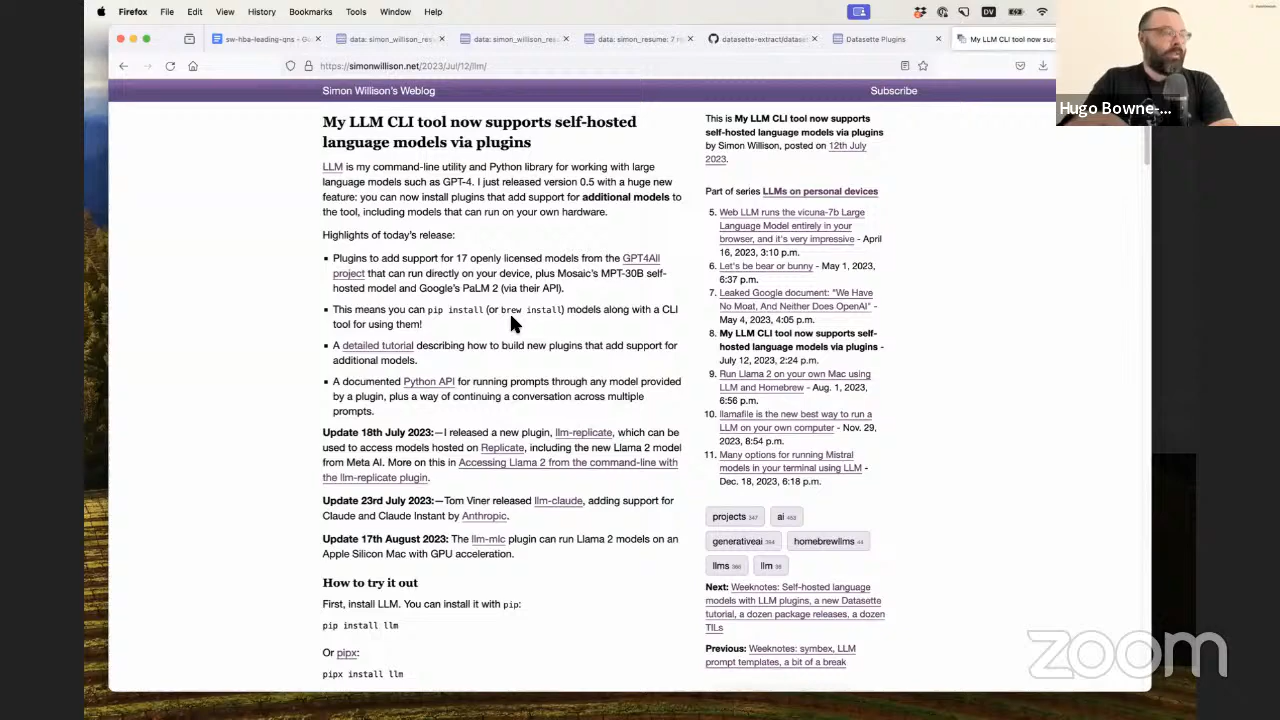 Firefox File Edit View History Bookmarks Tools Window Help DV
sw-hba-leading-qns - G
data: simon_willison_res
data: simon_willison_res
data: simon_resume: 7 r
datasette-extract/datase
Datasette Plugins
My LLM CLI tool now sup
https://simonwillison.net/2023/Jul/12/llm/
Simon Willison's Weblog
Subscribe
My LLM CLI tool now supports self-hosted
language models via plugins
LLM is my command-line utility and Python library for working with large
language models such as GPT-4. I just released version 0.5 with a huge new
feature: you can now install plugins that add support for additional models to
the tool, including models that can run on your own hardware.
Highlights of today's release:
Plugins to add support for 17 openly licensed models from the GPT4All
project that can run directly on your device, plus Mosaic's MPT-30B self-
hosted model and Google's PaLM 2 (via their API).
This means you can pip install (or brew install) models along with a CLI
tool for using them!
A detailed tutorial describing how to build new plugins that add support for
additional models.
A documented Python API for running prompts through any model provided
by a plugin, plus a way of continuing a conversation across multiple
prompts.
Update 18th July 2023:—I released a new plugin, llm-replicate, which can be
used to access models hosted on Replicate, including the new Llama 2 model
from Meta AI. More on this in Accessing Llama 2 from the command-line with
the llm-replicate plugin.
Update 23rd July 2023:—Tom Viner released llm-claude, adding support for
Claude and Claude Instant by Anthropic.
Update 17th August 2023: The llm-mlc plugin can run Llama 2 models on an
Apple Silicon Mac with GPU acceleration.
How to try it out
First, install LLM. You can install it with pip:
pip install llm
Or pipx:
pipx install llm
This is My LLM CLI tool now supports
self-hosted language models via plugins
by Simon Willison, posted on 12th July
2023.
Part of series LLMs on personal devices
5. Web LLM runs the vicuna-7b Large
Language Model entirely in your
browser, and it's very impressive - April
16, 2023, 3:10 p.m.
6. Let's be bear or bunny - May 1, 2023,
6:37 p.m.
7. Leaked Google document: "We Have
No Moat, And Neither Does OpenAI" -
May 4, 2023, 4:05 p.m.
8. My LLM CLI tool now supports self-
hosted language models via plugins -
July 12, 2023, 2:24 p.m.
9. Run Llama 2 on your own Mac using
LLM and Homebrew - Aug. 1, 2023,
6:56 p.m.
10. llamafile is the new best way to run a
LLM on your own computer - Nov. 29,
2023, 8:54 p.m.
11. Many options for running Mistral
models in your terminal using LLM -
Dec. 18, 2023, 6:18 p.m.
projects 347 ai
generativeai homebrewllms 44
llms llm
Next: Weeknotes: Self-hosted language
models with LLM plugins, a new Datasette
tutorial, a dozen package releases, a dozen
TILs
Previous: Weeknotes: symbex, LLM
prompt templates, a bit of a break
Hugo Bowne-...
zoom